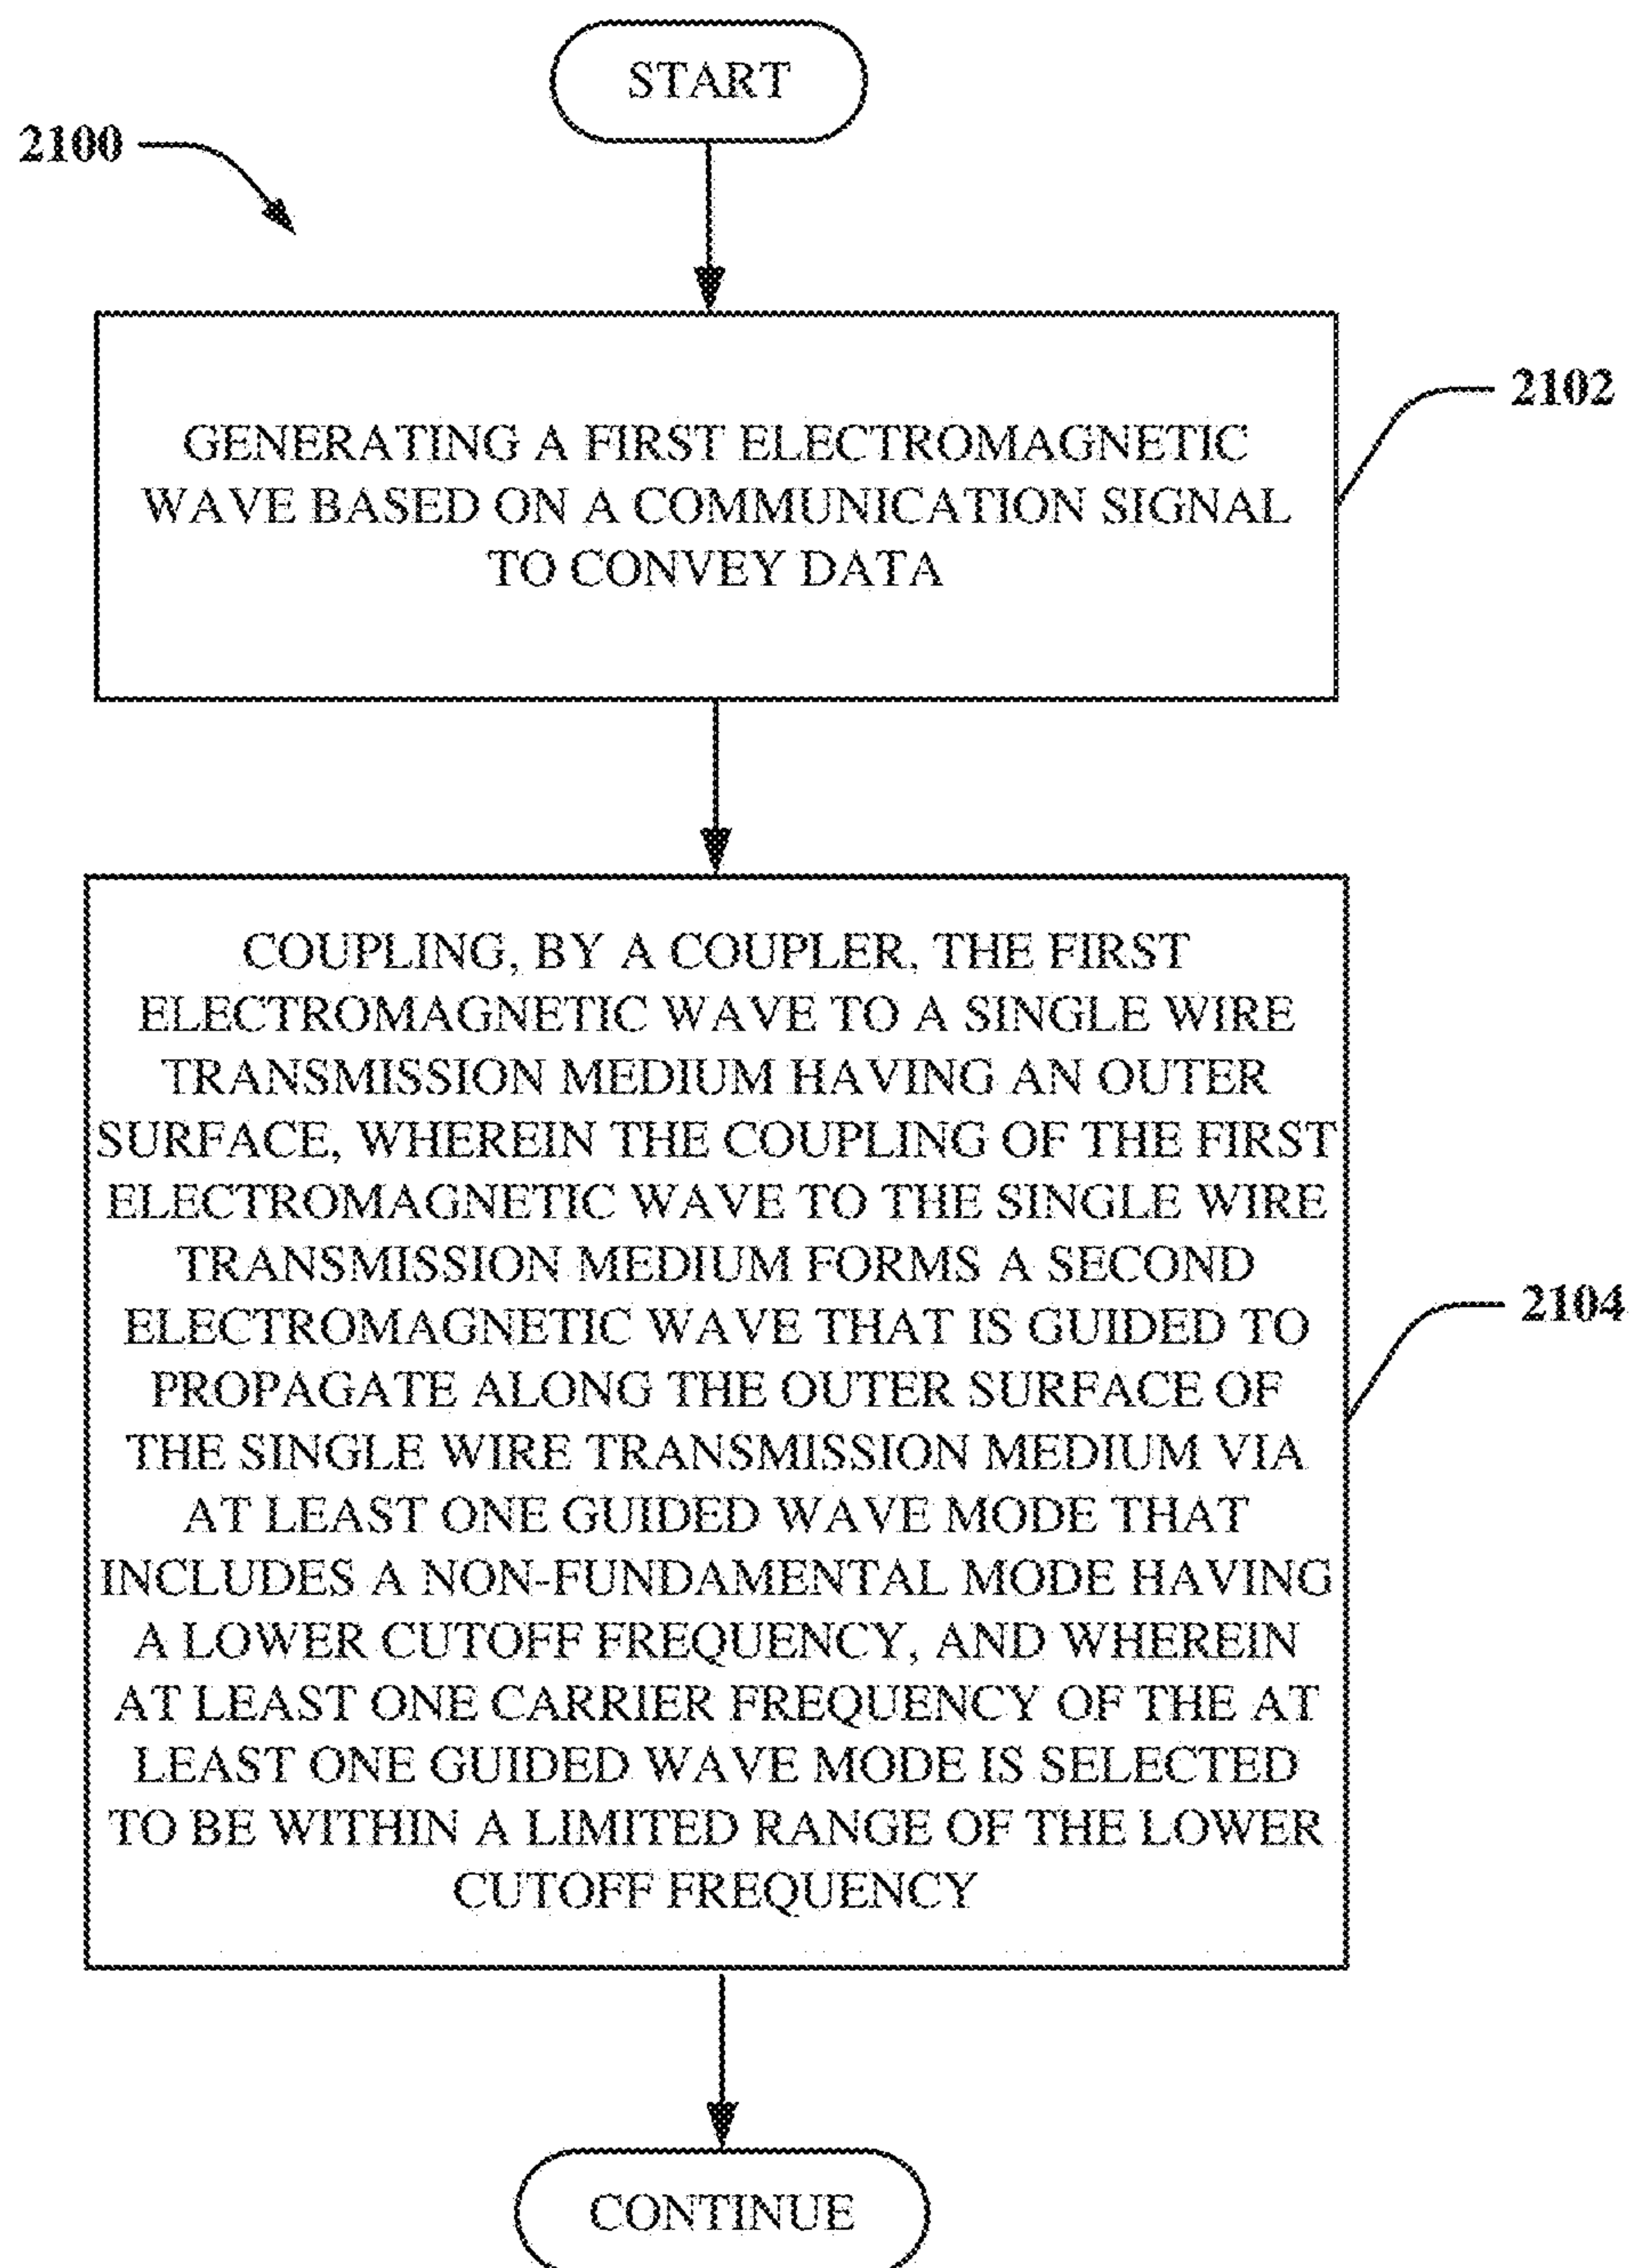 START
2100
2102
GENERATING A FIRST ELECTROMAGNETIC
WAVE BASED ON A COMMUNICATION SIGNAL
TO CONVEY DATA
COUPLING, BY A COUPLER, THE FIRST
ELECTROMAGNETIC WAVE TO A SINGLE WIRE
TRANSMISSION MEDIUM HAVING AN OUTER
SURFACE, WHEREIN THE COUPLING OF THE FIRST
ELECTROMAGNETIC WAVE TO THE SINGLE WIRE
TRANSMISSION MEDIUM FORMS A SECOND
ELECTROMAGNETIC WAVE THAT IS GUIDED TO
PROPAGATE ALONG THE OUTER SURFACE OF
THE SINGLE WIRE TRANSMISSION MEDIUM VIA
AT LEAST ONE GUIDED WAVE MODE THAT
INCLUDES A NON-FUNDAMENTAL MODE HAVING
A LOWER CUTOFF FREQUENCY, AND WHEREIN
AT LEAST ONE CARRIER FREQUENCY OF THE AT
LEAST ONE GUIDED WAVE MODE IS SELECTED
TO BE WITHIN A LIMITED RANGE OF THE LOWER
CUTOFF FREQUENCY
2104
CONTINUE